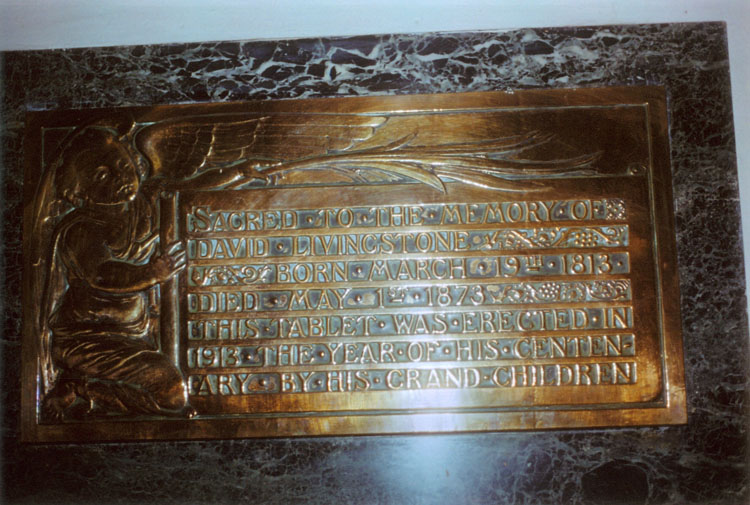 SACRED · TO · THE · MEMORY · OF
DAVID · LIVINGSTONE ·
BORN · MARCH · 19TH · 1813 ·
DIED · MAY · 1ST · 1873 ·
THIS · TABLET · WAS · ERECTED · IN
1913 · THE · YEAR · OF · HIS · CENTEN-
ARY · BY · HIS · GRAND · CHILDREN